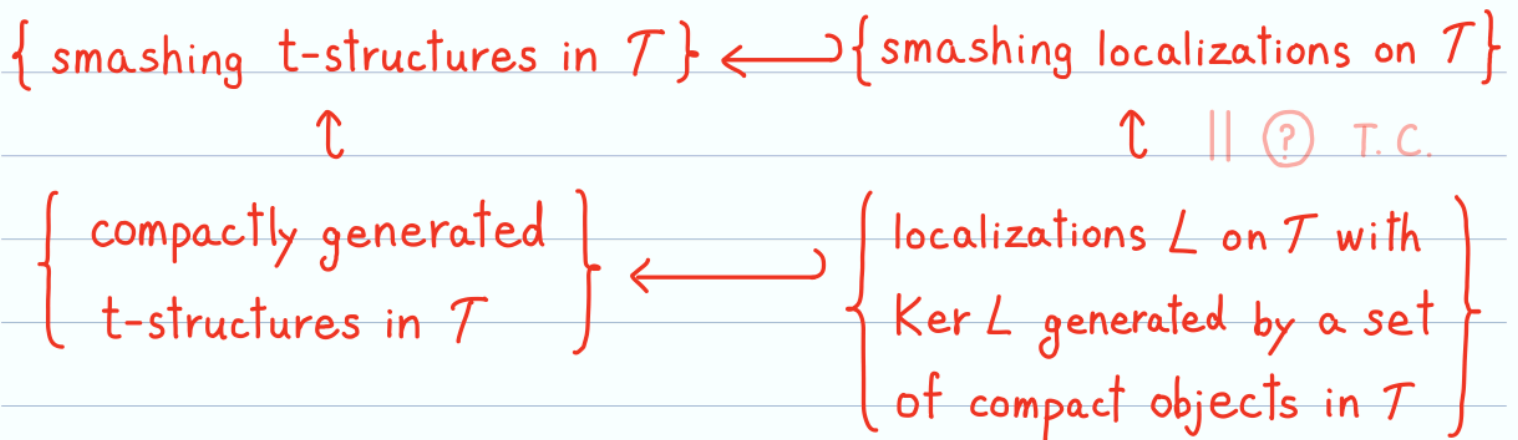 { smashing t-structures in T } ↩ { smashing localizations on T }
↑ ↑ || ? T.C.
{ compactly generated t-structures in T } ↩ { localizations L on T with Ker L generated by a set of compact objects in T }